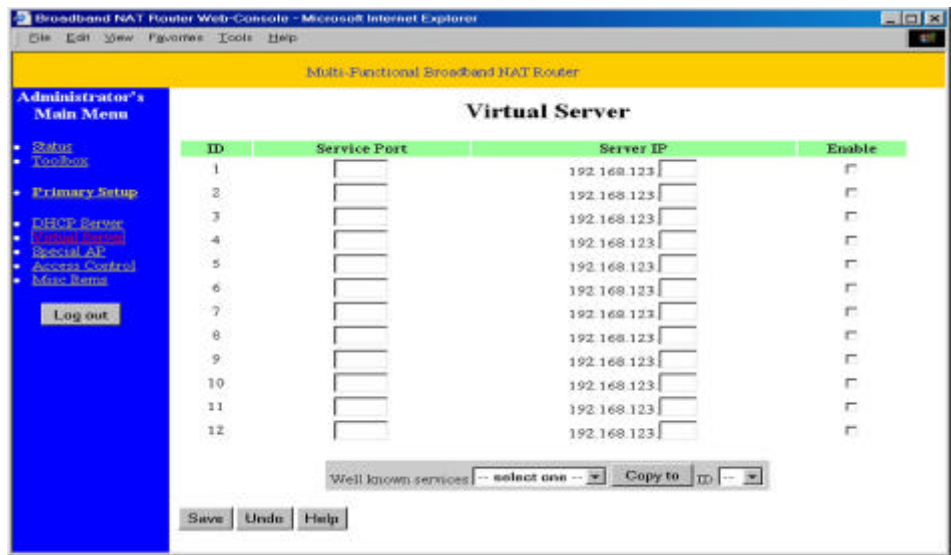 Broadband NAT Router Web-Console - Microsoft Internet Explorer
File Edit View Favorites Tools Help
Multi-Functional Broadband NAT Router
Administrator's
Main Menu
Status
Toolbox
Primary Setup
DHCP Server
Virtual Server
Special AP
Access Control
Misc Items
Log out
Virtual Server
ID Service Port Server IP Enable
1 192.168.123.
2 192.168.123.
3 192.168.123.
4 192.168.123.
5 192.168.123.
6 192.168.123.
7 192.168.123.
8 192.168.123.
9 192.168.123.
10 192.168.123.
11 192.168.123.
12 192.168.123.
Well known services -- select one -- Copy to ID --
Save Undo Help